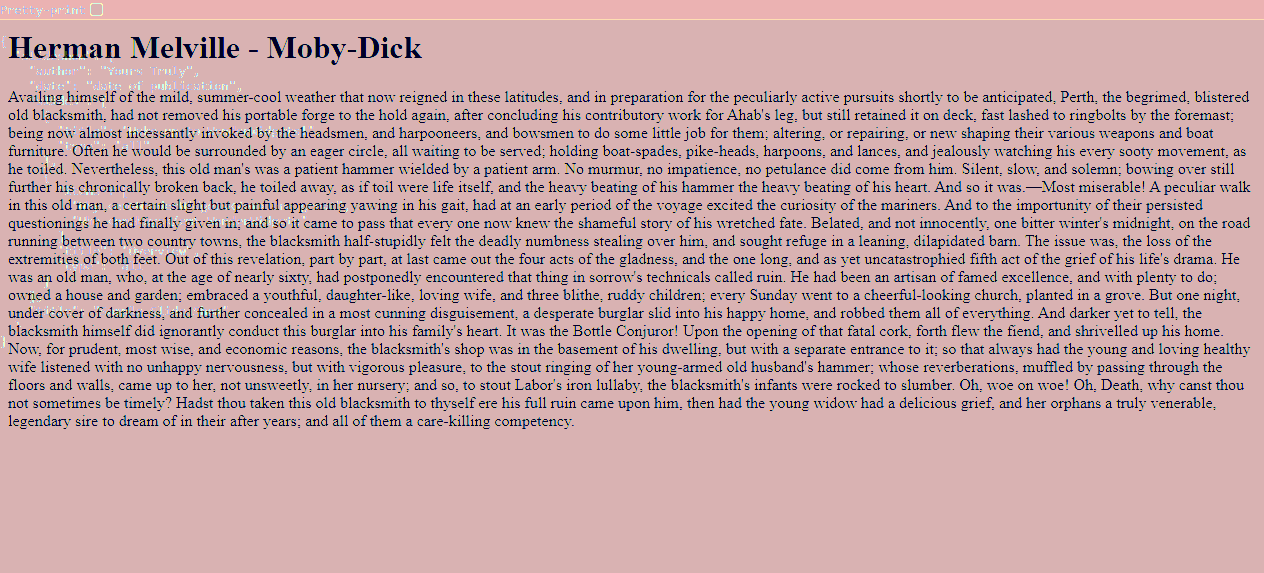 Pretty-print
Herman Melville - Moby-Dick
"author": "Yours Truly",
"date": "date of publication",
Availing himself of the mild, summer-cool weather that now reigned in these latitudes, and in preparation for the peculiarly active pursuits shortly to be anticipated, Perth, the begrimed, blistered
old blacksmith, had not removed his portable forge to the hold again, after concluding his contributory work for Ahab's leg, but still retained it on deck, fast lashed to ringbolts by the foremast;
being now almost incessantly invoked by the headsmen, and harpooneers, and bowsmen to do some little job for them; altering, or repairing, or new shaping their various weapons and boat
furniture. Often he would be surrounded by an eager circle, all waiting to be served; holding boat-spades, pike-heads, harpoons, and lances, and jealously watching his every sooty movement, as
he toiled. Nevertheless, this old man's was a patient hammer wielded by a patient arm. No murmur, no impatience, no petulance did come from him. Silent, slow, and solemn; bowing over still
further his chronically broken back, he toiled away, as if toil were life itself, and the heavy beating of his hammer the heavy beating of his heart. And so it was.—Most miserable! A peculiar walk
in this old man, a certain slight but painful appearing yawing in his gait, had at an early period of the voyage excited the curiosity of the mariners. And to the importunity of their persisted
questionings he had finally given in; and so it came to pass that every one now knew the shameful story of his wretched fate. Belated, and not innocently, one bitter winter's midnight, on the road
running between two country towns, the blacksmith half-stupidly felt the deadly numbness stealing over him, and sought refuge in a leaning, dilapidated barn. The issue was, the loss of the
extremities of both feet. Out of this revelation, part by part, at last came out the four acts of the gladness, and the one long, and as yet uncatastrophied fifth act of the grief of his life's drama. He
was an old man, who, at the age of nearly sixty, had postponedly encountered that thing in sorrow's technicals called ruin. He had been an artisan of famed excellence, and with plenty to do;
owned a house and garden; embraced a youthful, daughter-like, loving wife, and three blithe, ruddy children; every Sunday went to a cheerful-looking church, planted in a grove. But one night,
under cover of darkness, and further concealed in a most cunning disguisement, a desperate burglar slid into his happy home, and robbed them all of everything. And darker yet to tell, the
blacksmith himself did ignorantly conduct this burglar into his family's heart. It was the Bottle Conjuror! Upon the opening of that fatal cork, forth flew the fiend, and shrivelled up his home.
Now, for prudent, most wise, and economic reasons, the blacksmith's shop was in the basement of his dwelling, but with a separate entrance to it; so that always had the young and loving healthy
wife listened with no unhappy nervousness, but with vigorous pleasure, to the stout ringing of her young-armed old husband's hammer; whose reverberations, muffled by passing through the
floors and walls, came up to her, not unsweetly, in her nursery; and so, to stout Labor's iron lullaby, the blacksmith's infants were rocked to slumber. Oh, woe on woe! Oh, Death, why canst thou
not sometimes be timely? Hadst thou taken this old blacksmith to thyself ere his full ruin came upon him, then had the young widow had a delicious grief, and her orphans a truly venerable,
legendary sire to dream of in their after years; and all of them a care-killing competency.